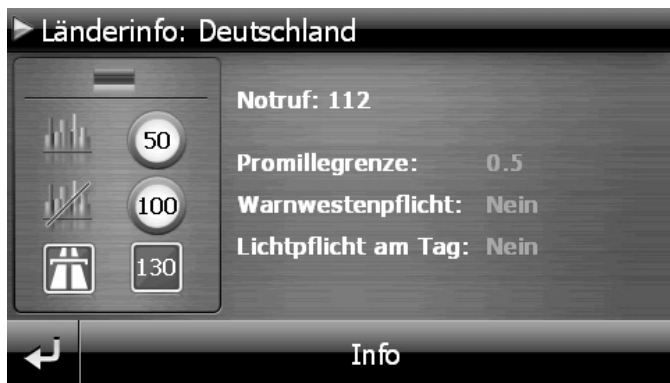 Länderinfo: Deutschland
Notruf: 112
50
Promillegrenze: 0.5
100
Warnwestenpflicht: Nein
Lichtpflicht am Tag: Nein
130
Info